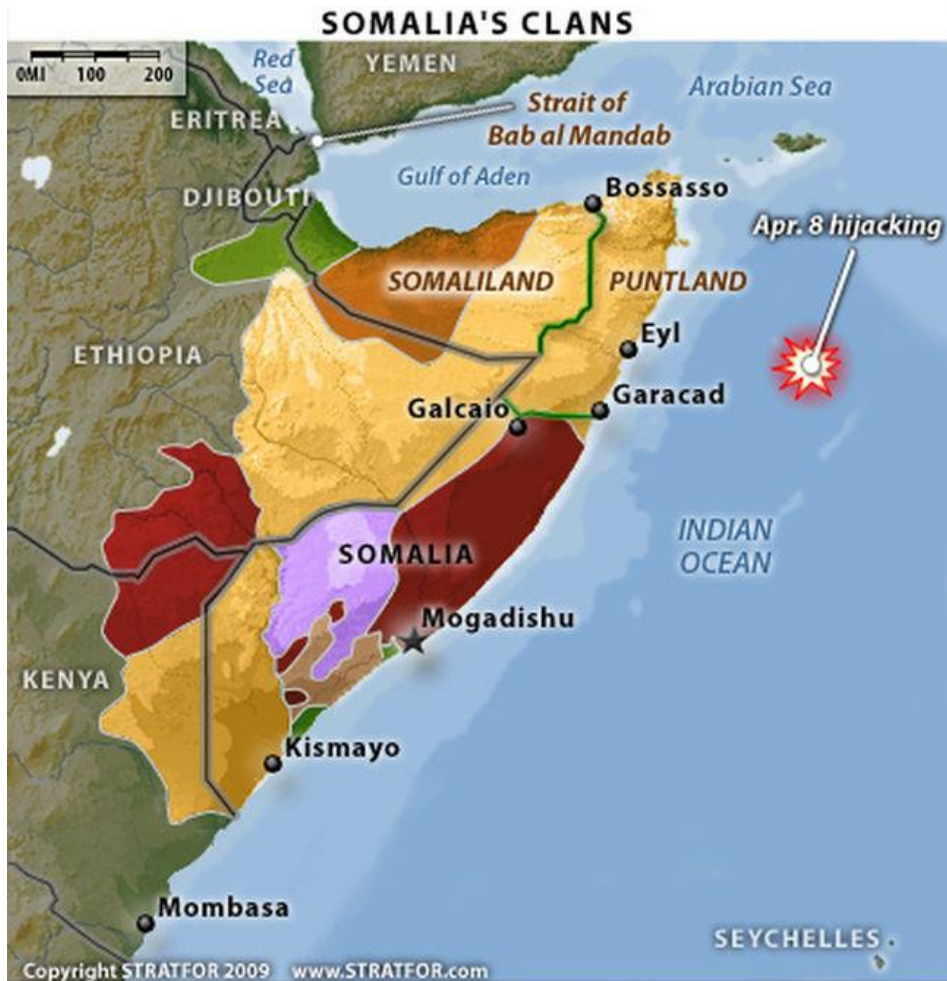 SOMALIA'S CLANS
0MI 100 200
Red
Sea
YEMEN
Arabian Sea
ERITREA
Strait of
Bab al Mandab
Gulf of Aden
DJIBOUTI
Bossasso
Apr. 8 hijacking
SOMALILAND
PUNTLAND
ETHIOPIA
Eyl
Galcaio
Garacad
INDIAN
OCEAN
SOMALIA
Mogadishu
KENYA
Kismayo
Mombasa
SEYCHELLES
Copyright STRATFOR 2009 www.STRATFOR.com